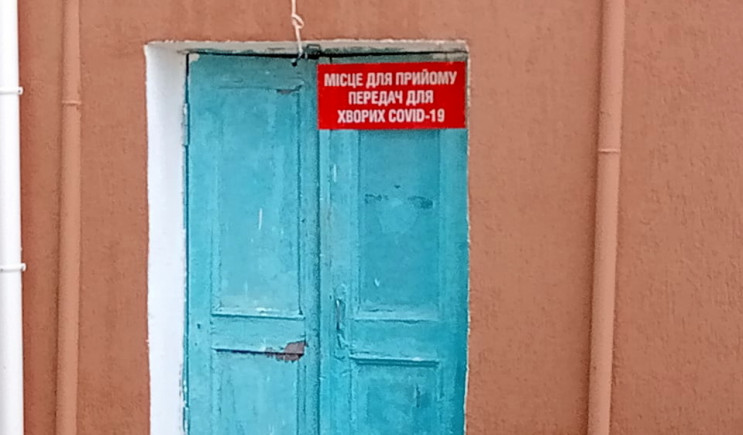 МІСЦЕ ДЛЯ ПРИЙОМУ
ПЕРЕДАЧ ДЛЯ
ХВОРИХ COVID-19